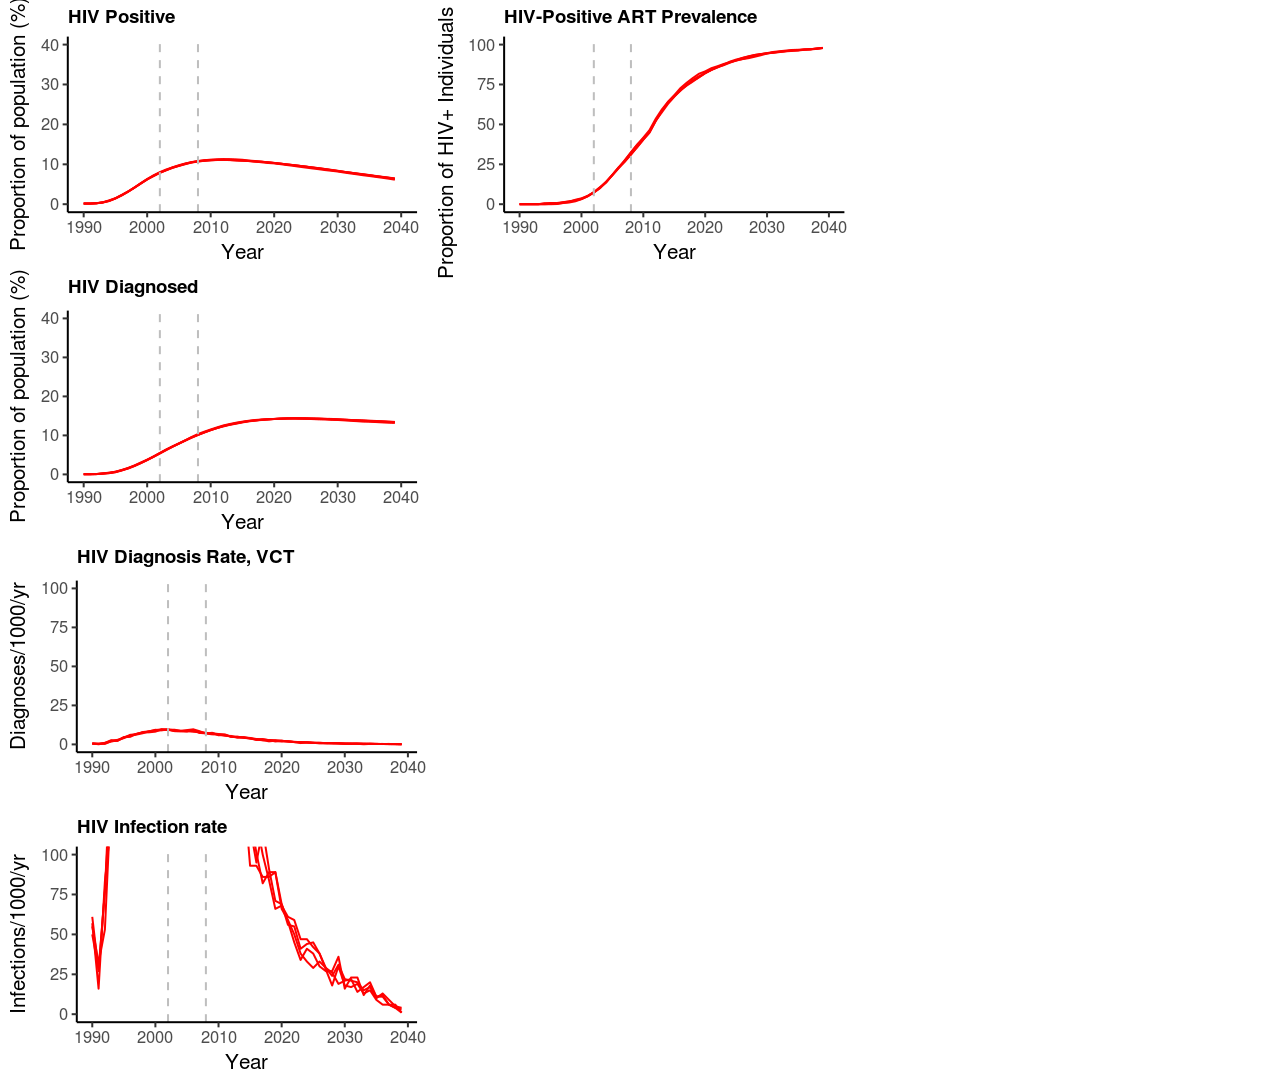 HIV Positive
Proportion of population (%)
40
30
20
10
0
1990 2000 2010 2020 2030 2040
Year
HIV-Positive ART Prevalence
Proportion of HIV+ Individuals
100
75
50
25
0
1990 2000 2010 2020 2030 2040
Year
HIV Diagnosed
Proportion of population (%)
40
30
20
10
0
1990 2000 2010 2020 2030 2040
Year
HIV Diagnosis Rate, VCT
Diagnoses/1000/yr
100
75
50
25
0
1990 2000 2010 2020 2030 2040
Year
HIV Infection rate
Infections/1000/yr
100
75
50
25
0
1990 2000 2010 2020 2030 2040
Year